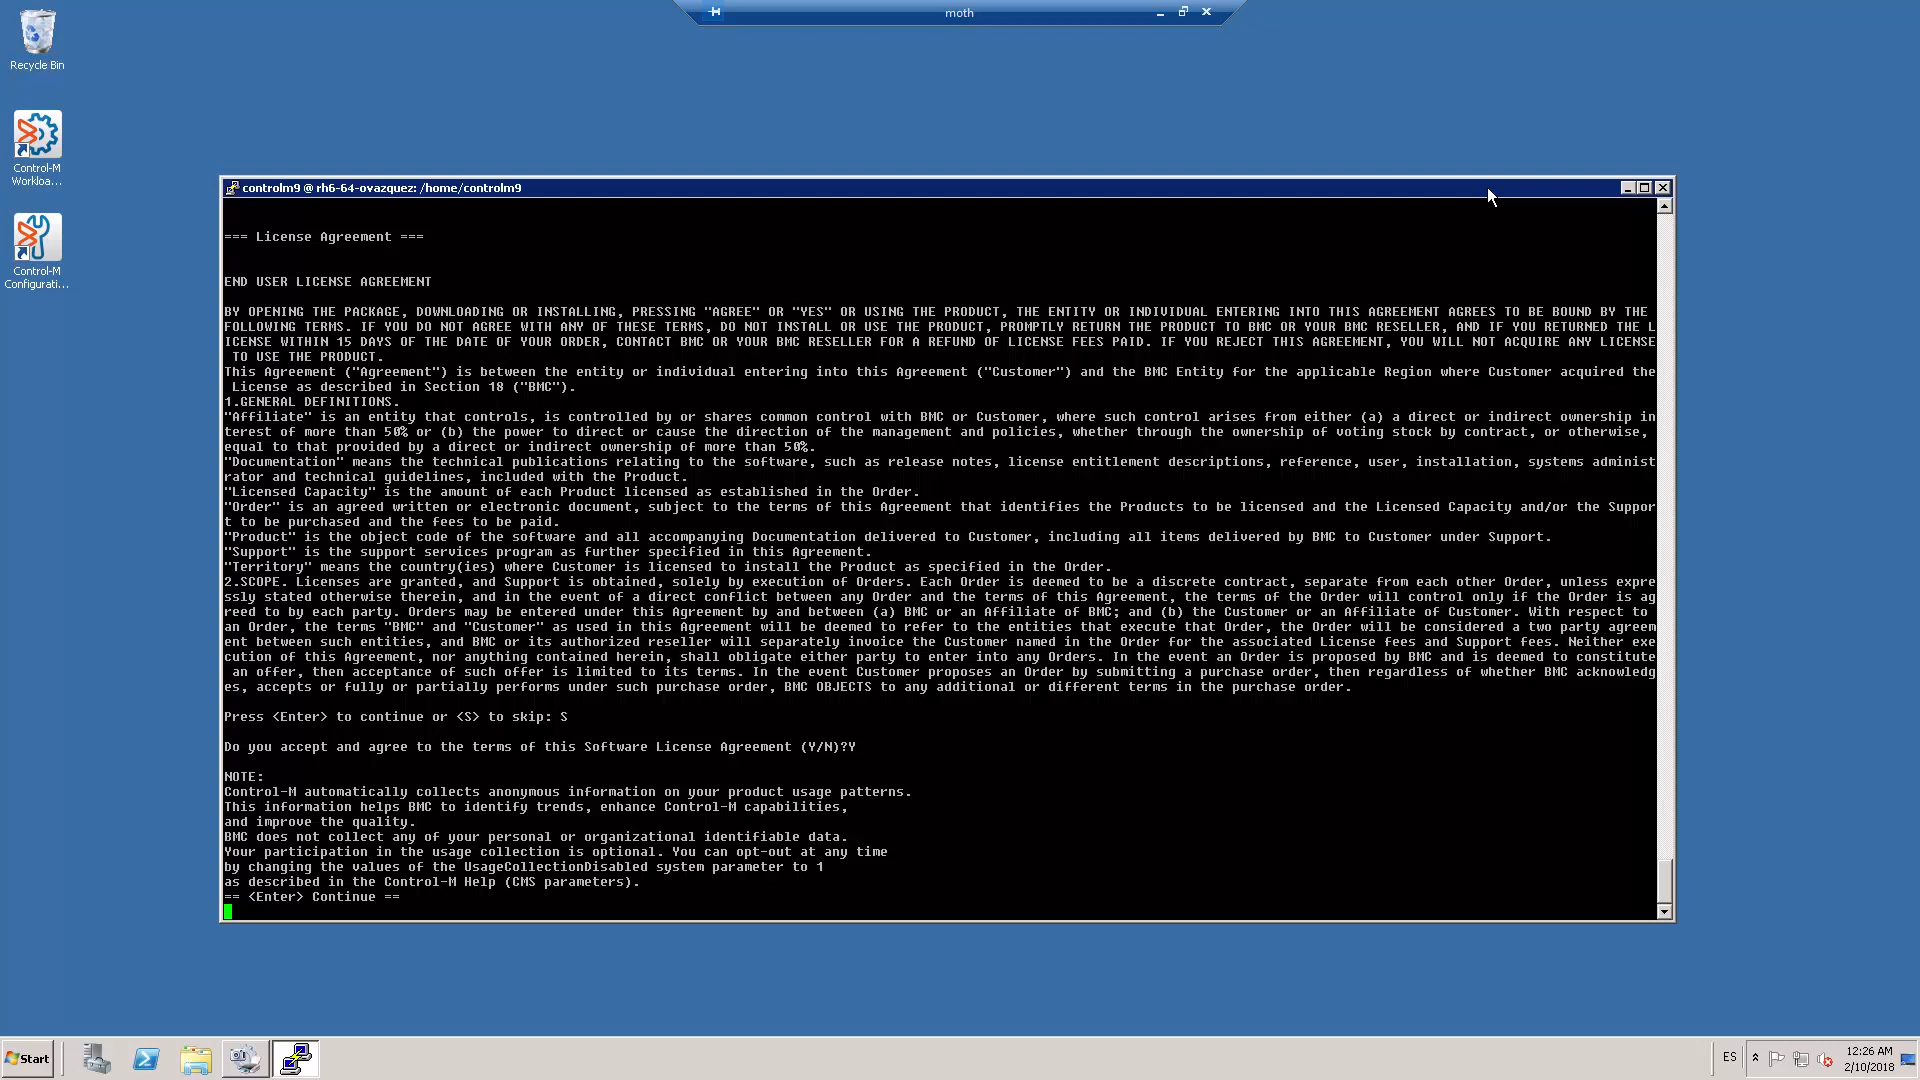 moth
Recycle Bin
Control-M
Workloa...
Control-M
Configurati...
controlm9 @ rh6-64-ovazquez: /home/controlm9
=== License Agreement ===
END USER LICENSE AGREEMENT
BY OPENING THE PACKAGE, DOWNLOADING OR INSTALLING, PRESSING "AGREE" OR "YES" OR USING THE PRODUCT, THE ENTITY OR INDIVIDUAL ENTERING INTO THIS AGREEMENT AGREES TO BE BOUND BY THE
FOLLOWING TERMS. IF YOU DO NOT AGREE WITH ANY OF THESE TERMS, DO NOT INSTALL OR USE THE PRODUCT, PROMPTLY RETURN THE PRODUCT TO BMC OR YOUR BMC RESELLER, AND IF YOU RETURNED THE L
ICENSE WITHIN 15 DAYS OF THE DATE OF YOUR ORDER, CONTACT BMC OR YOUR BMC RESELLER FOR A REFUND OF LICENSE FEES PAID. IF YOU REJECT THIS AGREEMENT, YOU WILL NOT ACQUIRE ANY LICENSE
TO USE THE PRODUCT.
This Agreement ("Agreement") is between the entity or individual entering into this Agreement ("Customer") and the BMC Entity for the applicable Region where Customer acquired the
License as described in Section 18 ("BMC").
1.GENERAL DEFINITIONS.
"Affiliate" is an entity that controls, is controlled by or shares common control with BMC or Customer, where such control arises from either (a) a direct or indirect ownership in
terest of more than 50% or (b) the power to direct or cause the direction of the management and policies, whether through the ownership of voting stock by contract, or otherwise,
equal to that provided by a direct or indirect ownership of more than 50%.
"Documentation" means the technical publications relating to the software, such as release notes, license entitlement descriptions, reference, user, installation, systems administ
rator and technical guidelines, included with the Product.
"Licensed Capacity" is the amount of each Product licensed as established in the Order.
"Order" is an agreed written or electronic document, subject to the terms of this Agreement that identifies the Products to be licensed and the Licensed Capacity and/or the Suppor
t to be purchased and the fees to be paid.
"Product" is the object code of the software and all accompanying Documentation delivered to Customer, including all items delivered by BMC to Customer under Support.
"Support" is the support services program as further specified in this Agreement.
"Territory" means the country(ies) where Customer is licensed to install the Product as specified in the Order.
2.SCOPE. Licenses are granted, and Support is obtained, solely by execution of Orders. Each Order is deemed to be a discrete contract, separate from each other Order, unless expre
ssly stated otherwise therein, and in the event of a direct conflict between any Order and the terms of this Agreement, the terms of the Order will control only if the Order is ag
reed to by each party. Orders may be entered under this Agreement by and between (a) BMC or an Affiliate of BMC; and (b) the Customer or an Affiliate of Customer. With respect to
an Order, the terms "BMC" and "Customer" as used in this Agreement will be deemed to refer to the entities that execute that Order, the Order will be considered a two party agreem
ent between such entities, and BMC or its authorized reseller will separately invoice the Customer named in the Order for the associated License fees and Support fees. Neither exe
cution of this Agreement, nor anything contained herein, shall obligate either party to enter into any Orders. In the event an Order is proposed by BMC and is deemed to constitute
an offer, then acceptance of such offer is limited to its terms. In the event Customer proposes an Order by submitting a purchase order, then regardless of whether BMC acknowledg
es, accepts or fully or partially performs under such purchase order, BMC OBJECTS to any additional or different terms in the purchase order.
Press <Enter> to continue or <S> to skip: S
Do you accept and agree to the terms of this Software License Agreement (Y/N)?Y
NOTE:
Control-M automatically collects anonymous information on your product usage patterns.
This information helps BMC to identify trends, enhance Control-M capabilities,
and improve the quality.
BMC does not collect any of your personal or organizational identifiable data.
Your participation in the usage collection is optional. You can opt-out at any time
by changing the values of the UsageCollectionDisabled system parameter to 1
as described in the Control-M Help (CMS parameters).
== <Enter> Continue ==
Start
ES
12:26 AM
2/10/2018